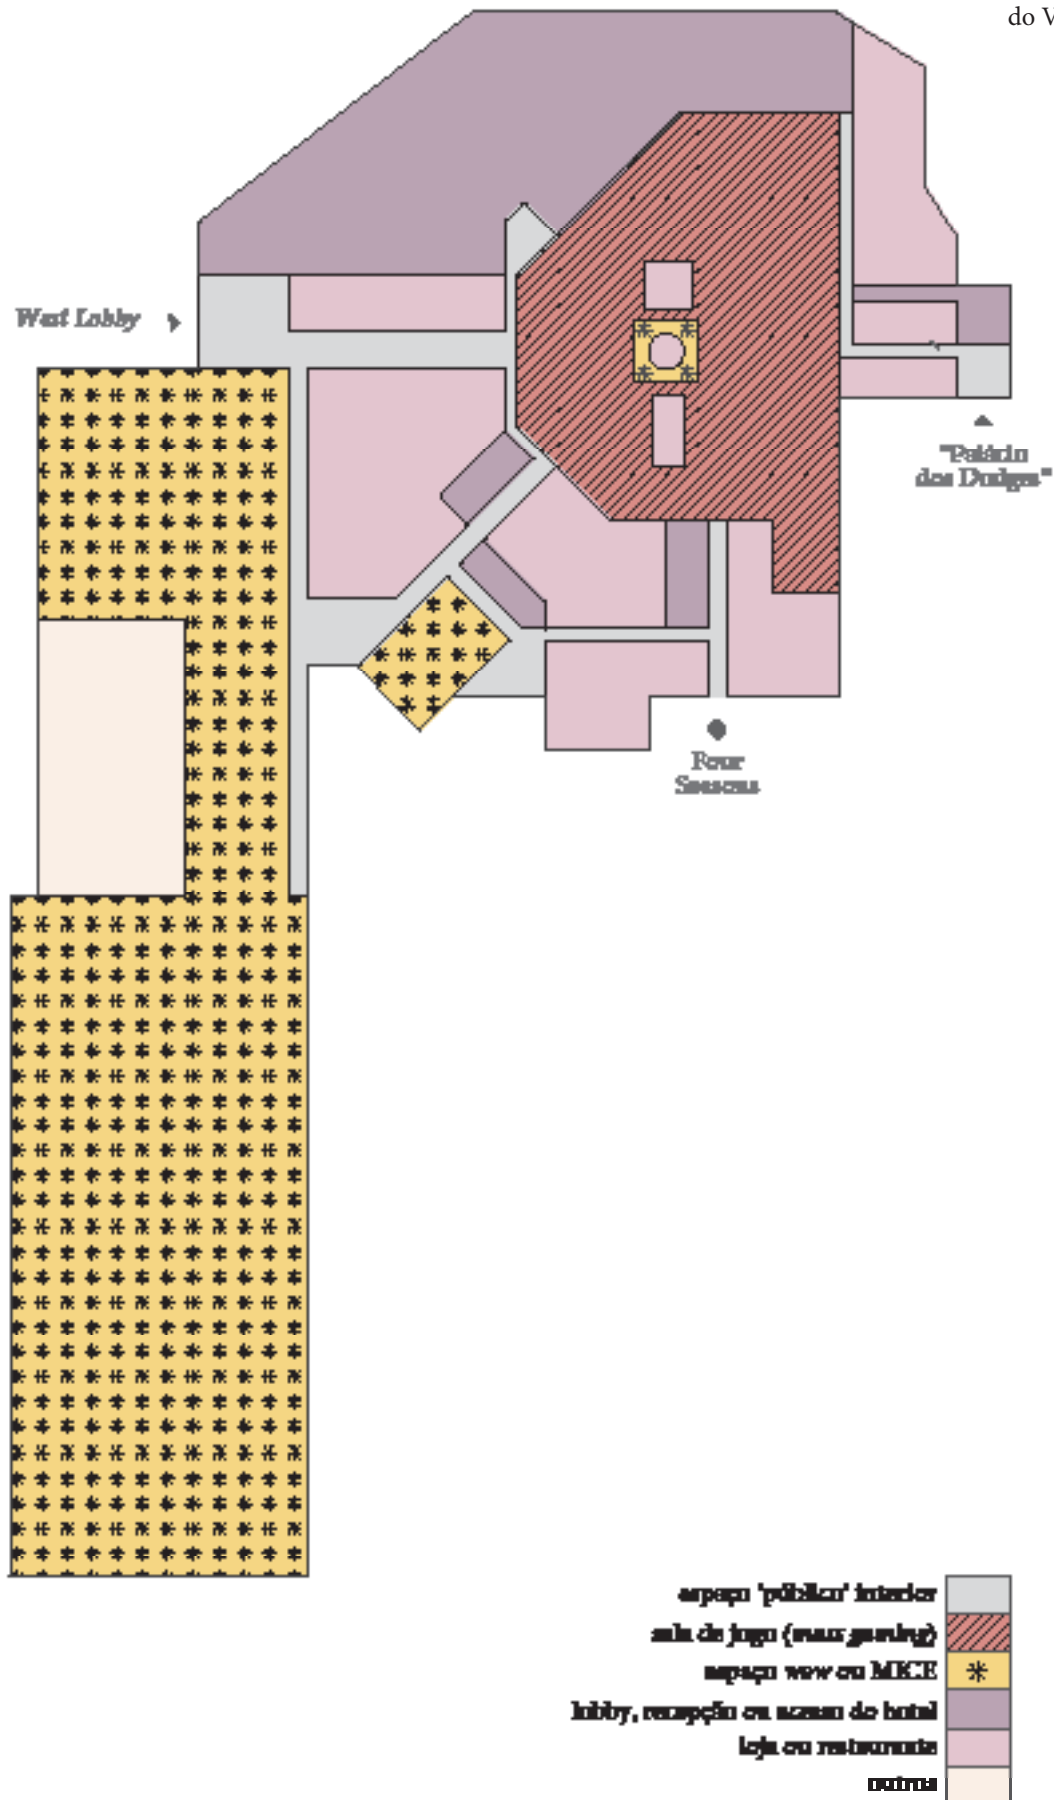 do V
West Lobby
"Palácio
dos Dodges"
Four
Seasons
espaço 'público' interior
sala de jogo (mass gaming)
espaço wow ou MICE
lobby, recepção ou acesso do hotel
loja ou restaurante
outros